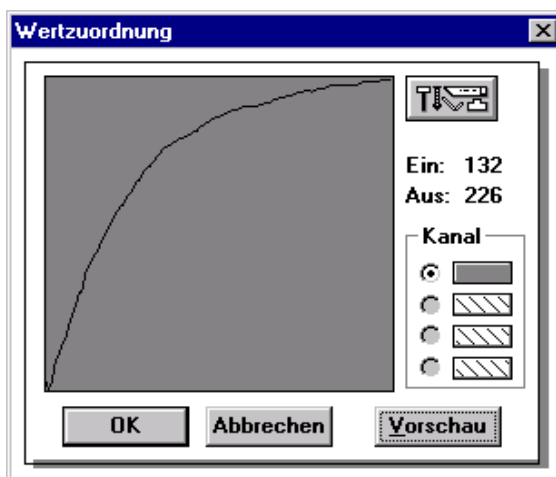 Wertzuordnung
Ein: 132
Aus: 226
Kanal
OK Abbrechen Vorschau